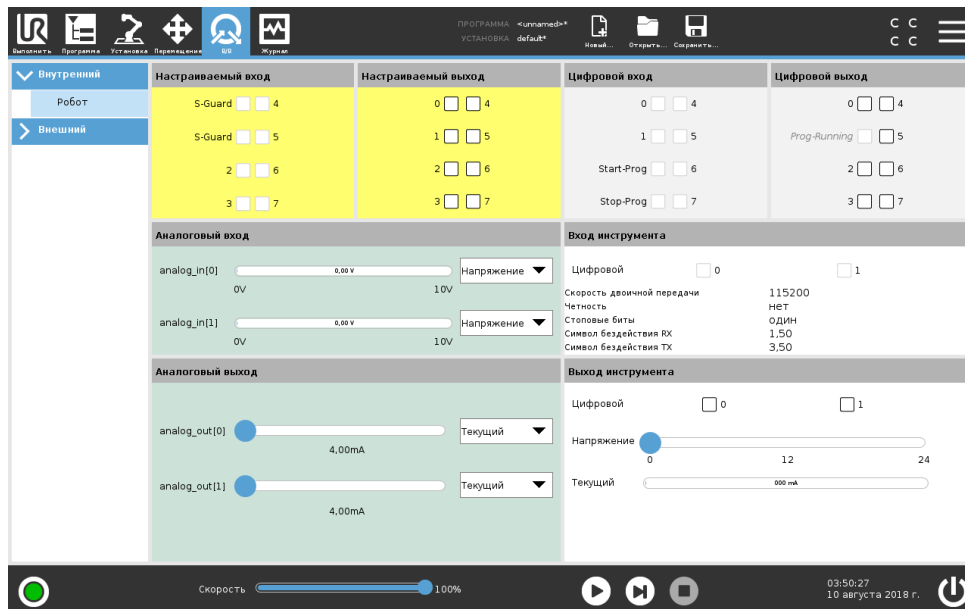 ПРОГРАММА <unnamed>*
УСТАНОВКА default*
C C
C C
Выполнить Программа Установка Перемещение В/В Журнал Новый... Открыть... Сохранить...
Внутренний
Робот
Внешний
Настраиваемый вход
S-Guard 4
S-Guard 5
2 6
3 7
Настраиваемый выход
0 4
1 5
2 6
3 7
Цифровой вход
0 4
1 5
Start-Prog 6
Stop-Prog 7
Цифровой выход
0 4
Prog-Running 5
2 6
3 7
Аналоговый вход
analog_in[0] 0,00 V Напряжение
0V 10V
analog_in[1] 0,00 V Напряжение
0V 10V
Вход инструмента
Цифровой 0 1
Скорость двоичной передачи 115200
Четность нет
Стоповые биты один
Символ бездействия RX 1,50
Символ бездействия TX 3,50
Аналоговый выход
analog_out[0] Текущий
4,00mA
analog_out[1] Текущий
4,00mA
Выход инструмента
Цифровой 0 1
Напряжение
0 12 24
Текущий 000 mA
Скорость 100%
03:50:27
10 августа 2018 г.